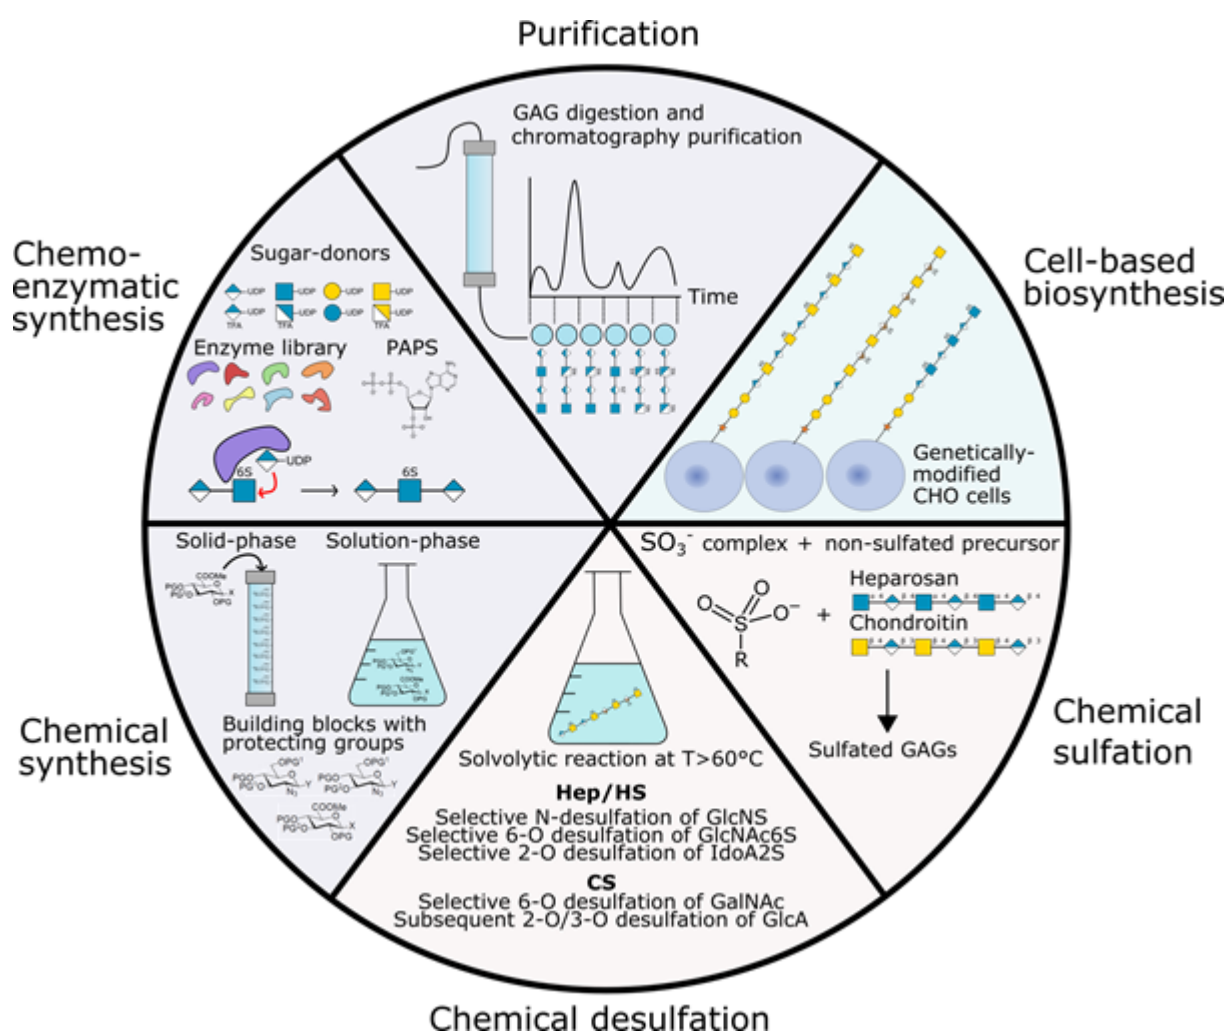 Purification
GAG digestion and
chromatography purification
Time
Cell-based
biosynthesis
Genetically-
modified
CHO cells
Chemo-
enzymatic
synthesis
Sugar-donors
UDP UDP UDP UDP
UDP UDP UDP UDP
TFA TFA TFA
Enzyme library PAPS
UDP
6S 6S
Solid-phase Solution-phase
Building blocks with
protecting groups
Chemical
synthesis
SO3- complex + non-sulfated precursor
Heparosan
Chondroitin
O O S O− R +
Sulfated GAGs
Chemical
sulfation
Solvolytic reaction at T>60°C
Hep/HS
Selective N-desulfation of GlcNS
Selective 6-O desulfation of GlcNAc6S
Selective 2-O desulfation of IdoA2S
CS
Selective 6-O desulfation of GalNAc
Subsequent 2-O/3-O desulfation of GlcA
Chemical desulfation